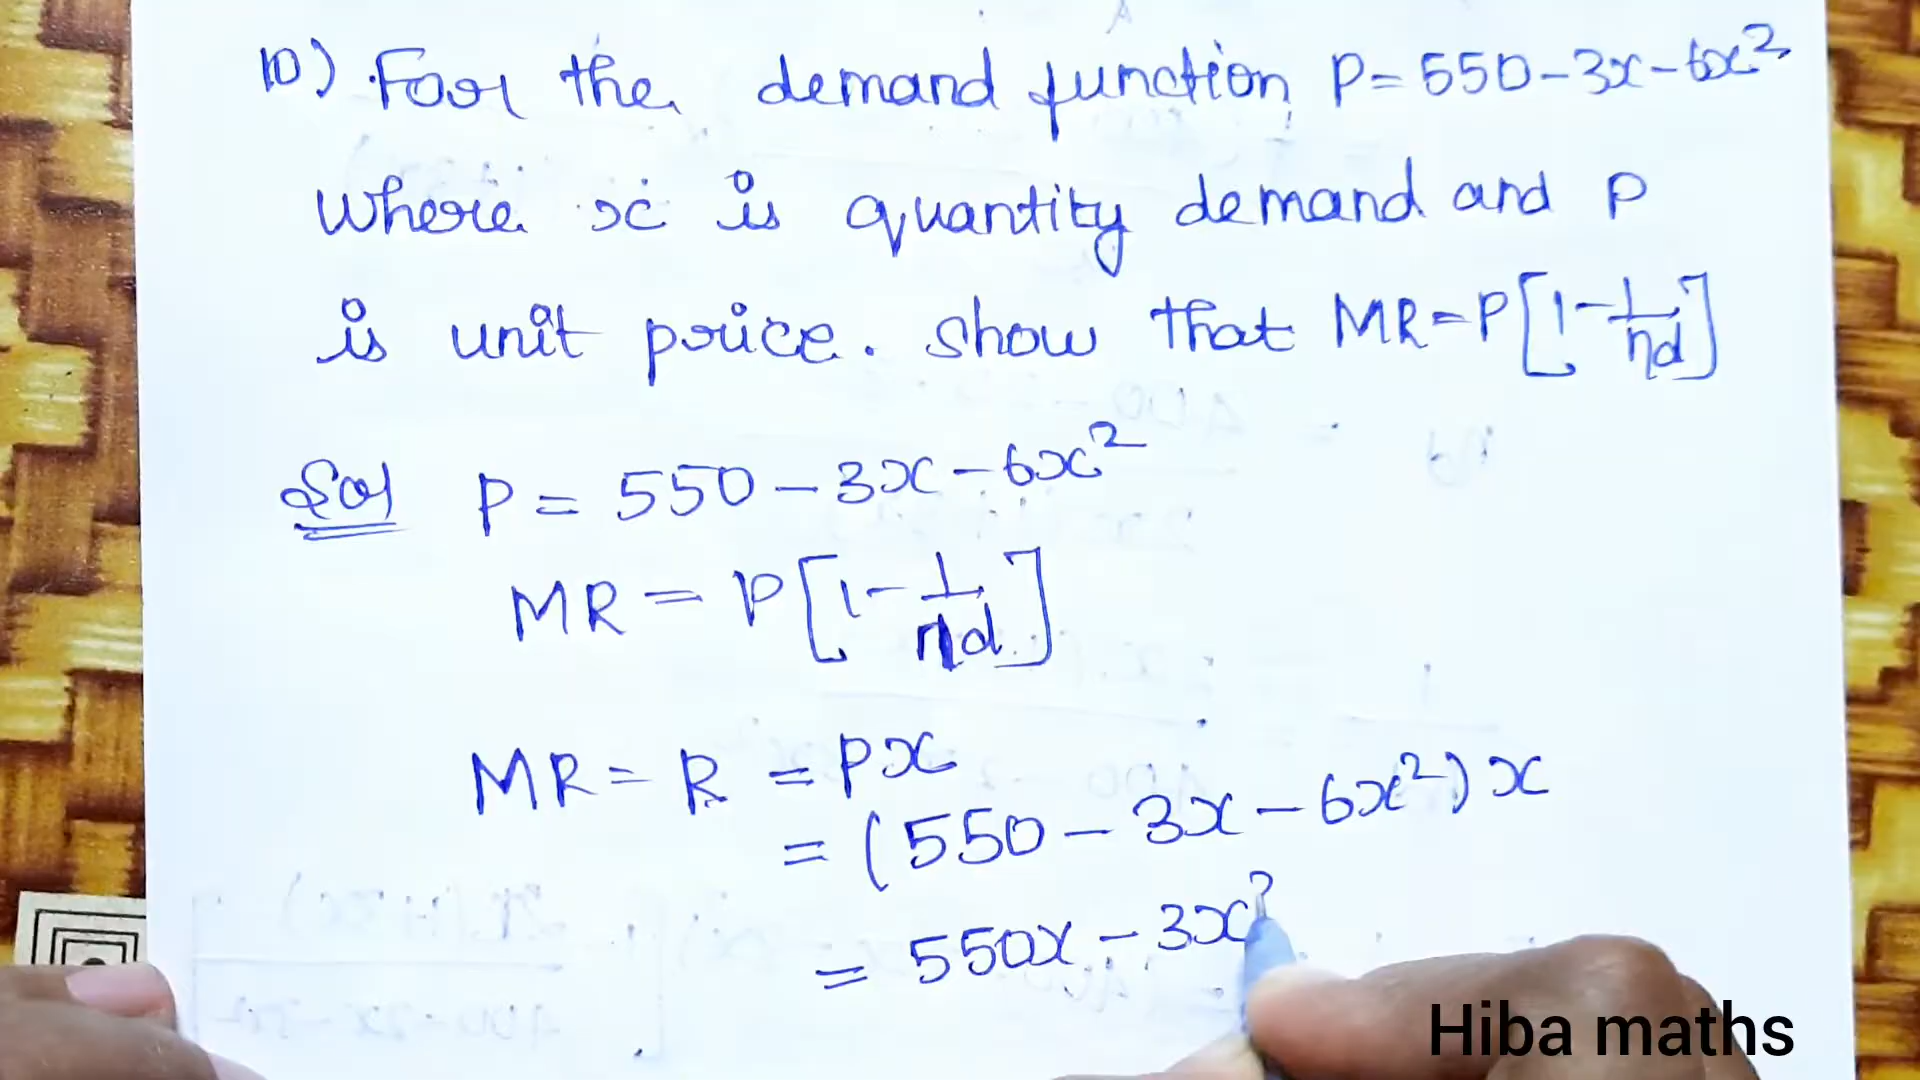 10) For the demand function P=550-3x-6x²
where x is quantity demand and P
is unit price. show that MR=P[1-1/ηd]
Sol P = 550-3x-6x²
MR = P[1-1/ηd]
MR = R = Px
= (550-3x-6x²)x
= 550x-3x²
Hiba maths